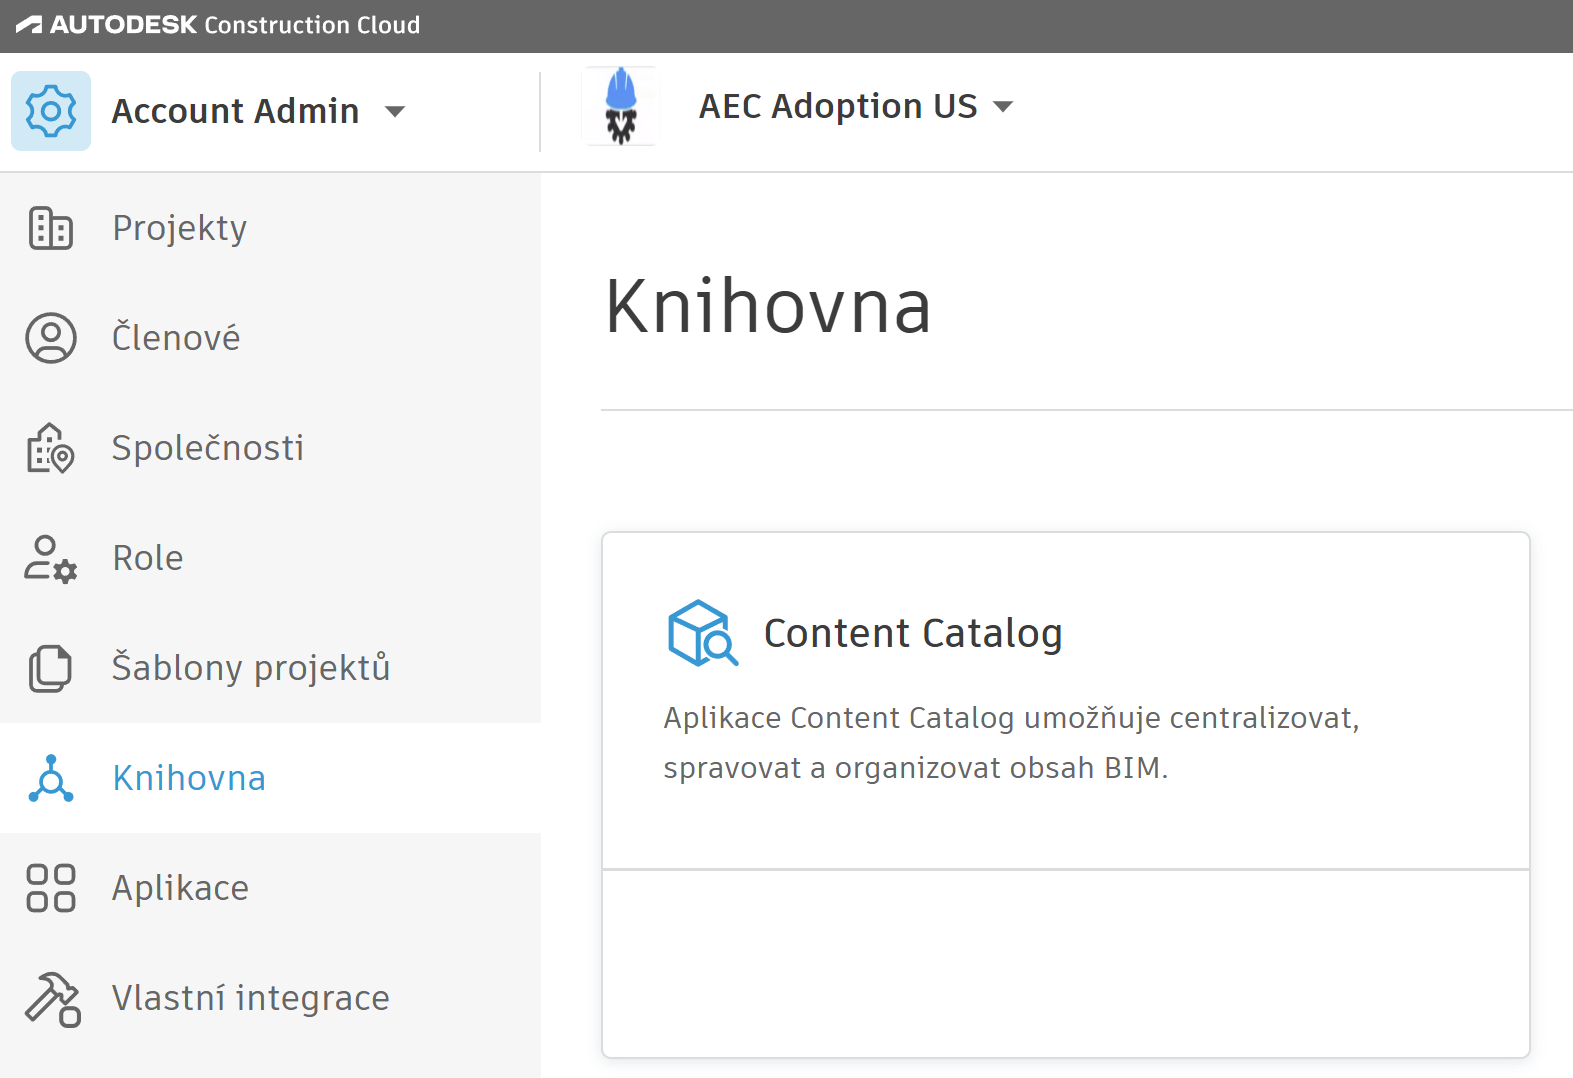 AUTODESK Construction Cloud
Account Admin
AEC Adoption US
Projekty
Členové
Společnosti
Role
Šablony projektů
Knihovna
Aplikace
Vlastní integrace
Knihovna
Content Catalog
Aplikace Content Catalog umožňuje centralizovat,
spravovat a organizovat obsah BIM.